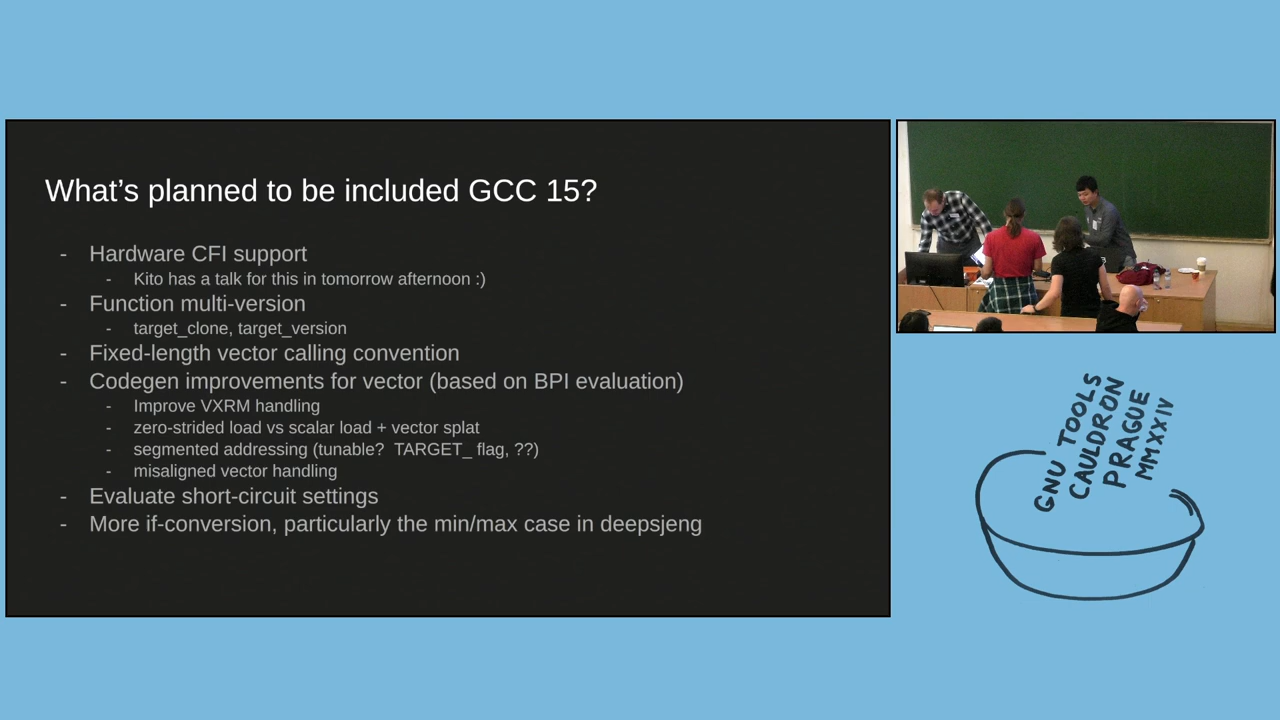 What’s planned to be included GCC 15?
- Hardware CFI support
- Kito has a talk for this in tomorrow afternoon :)
- Function multi-version
- target_clone, target_version
- Fixed-length vector calling convention
- Codegen improvements for vector (based on BPI evaluation)
- Improve VXRM handling
- zero-strided load vs scalar load + vector splat
- segmented addressing (tunable?  TARGET_ flag, ??)
- misaligned vector handling
- Evaluate short-circuit settings
- More if-conversion, particularly the min/max case in deepsjeng
GNU TOOLS
CAULDRON
PRAGUE
MMXXIV